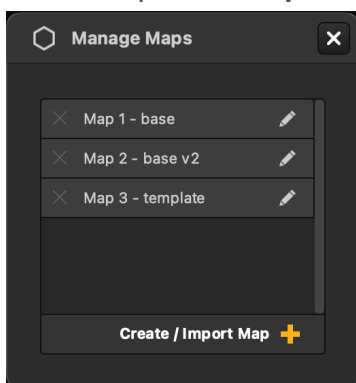 Manage Maps
Map 1 - base
Map 2 - base v2
Map 3 - template
Create / Import Map